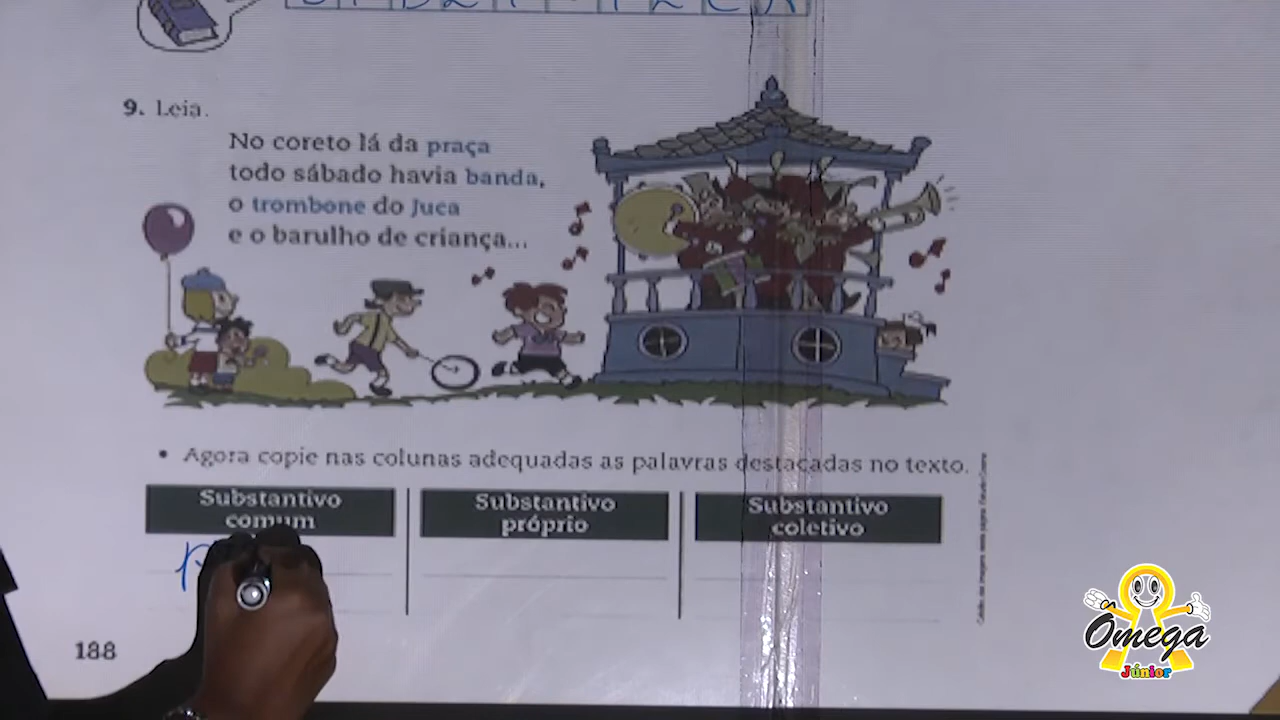 9. Leia.
No coreto lá da praça
todo sábado havia banda,
o trombone do Juca
e o barulho de criança...
• Agora copie nas colunas adequadas as palavras destacadas no texto.
Substantivo comum
Substantivo próprio
Substantivo coletivo
188
Ômega
Júnior